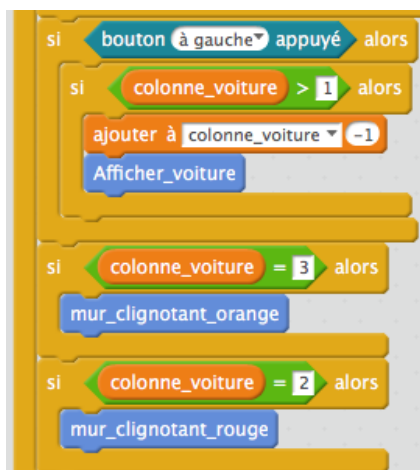 si bouton à gauche appuyé alors
si colonne_voiture > 1 alors
ajouter à colonne_voiture -1
Afficher_voiture
si colonne_voiture = 3 alors
mur_clignotant_orange
si colonne_voiture = 2 alors
mur_clignotant_rouge